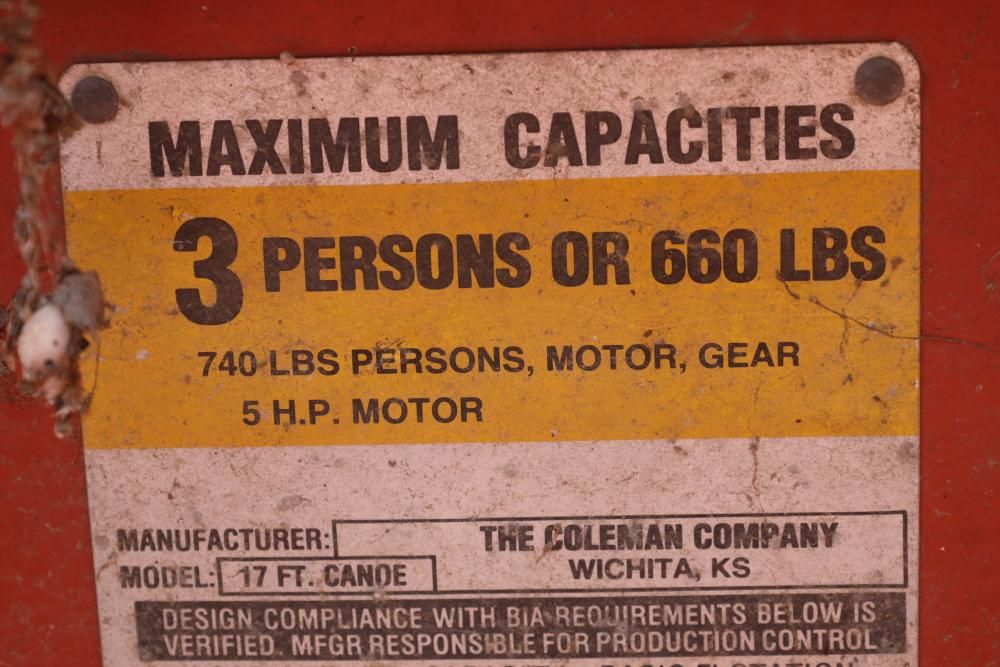 MAXIMUM CAPACITIES
3 PERSONS OR 660 LBS
740 LBS PERSONS, MOTOR, GEAR
5 H.P. MOTOR
MANUFACTURER: THE COLEMAN COMPANY
WICHITA, KS
MODEL: 17 FT. CANOE
DESIGN COMPLIANCE WITH BIA REQUIREMENTS BELOW IS
VERIFIED. MFGR RESPONSIBLE FOR PRODUCTION CONTROL